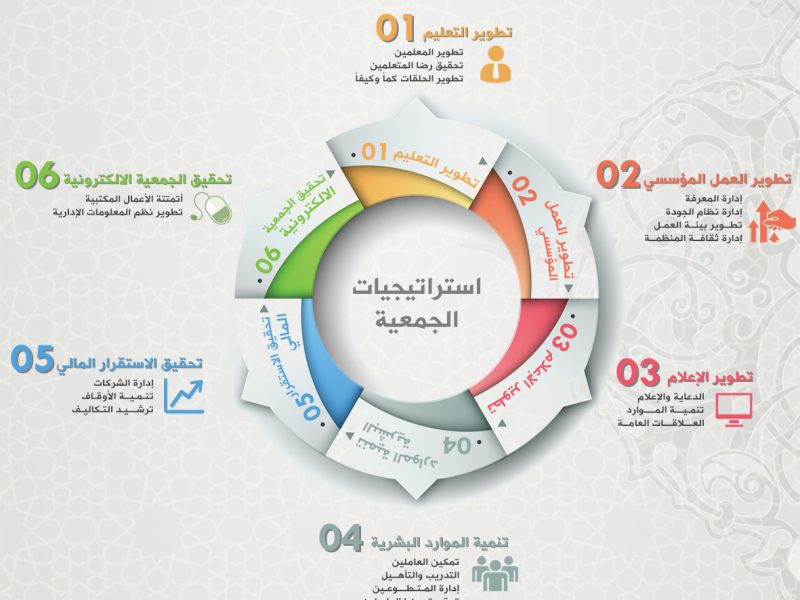 تطوير التعليم 01
تطوير المعلمين
تحقيق رضا المتعلمين
تطوير الحلقات كماً وكيفاً
تطوير العمل المؤسسي 02
إدارة المعرفة
إدارة نظام الجودة
تطوير بيئة العمل
إدارة ثقافة المنظمة
تطوير الإعلام 03
الدعاية والإعلام
تنمية الموارد
العلاقات العامة
تنمية الموارد البشرية 04
تمكين العاملين
التدريب والتأهيل
إدارة المتطوعين
تحقيق الاستقرار المالي 05
إدارة الشركات
تنمية الأوقاف
ترشيد التكاليف
تحقيق الجمعية الالكترونية 06
أتمتتة الأعمال المكتبية
تطوير نظم المعلومات الإدارية
استراتيجيات
الجمعية
تطوير التعليم 01
02
تطوير العمل
المؤسسي
تطوير الإعلام 03
04
تنمية الموارد
البشرية
تحقيق الاستقرار
المالي
05
تحقيق الجمعية
الالكترونية
06